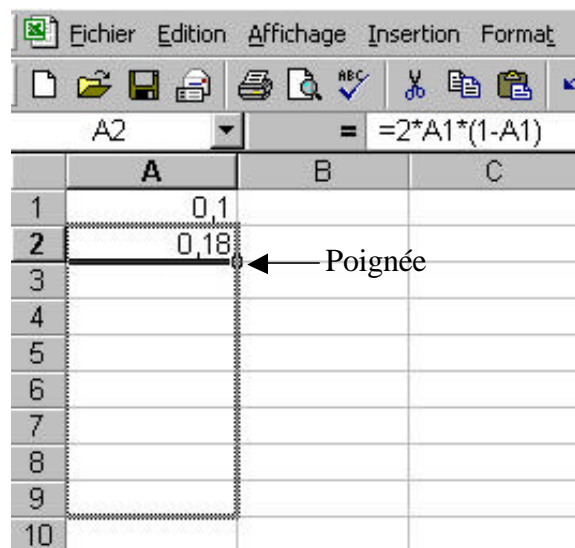 Fichier Edition Affichage Insertion Format
ABC
A2 = =2*A1*(1-A1)
A B C
1 0,1
2 0,18
Poignée
3
4
5
6
7
8
9
10